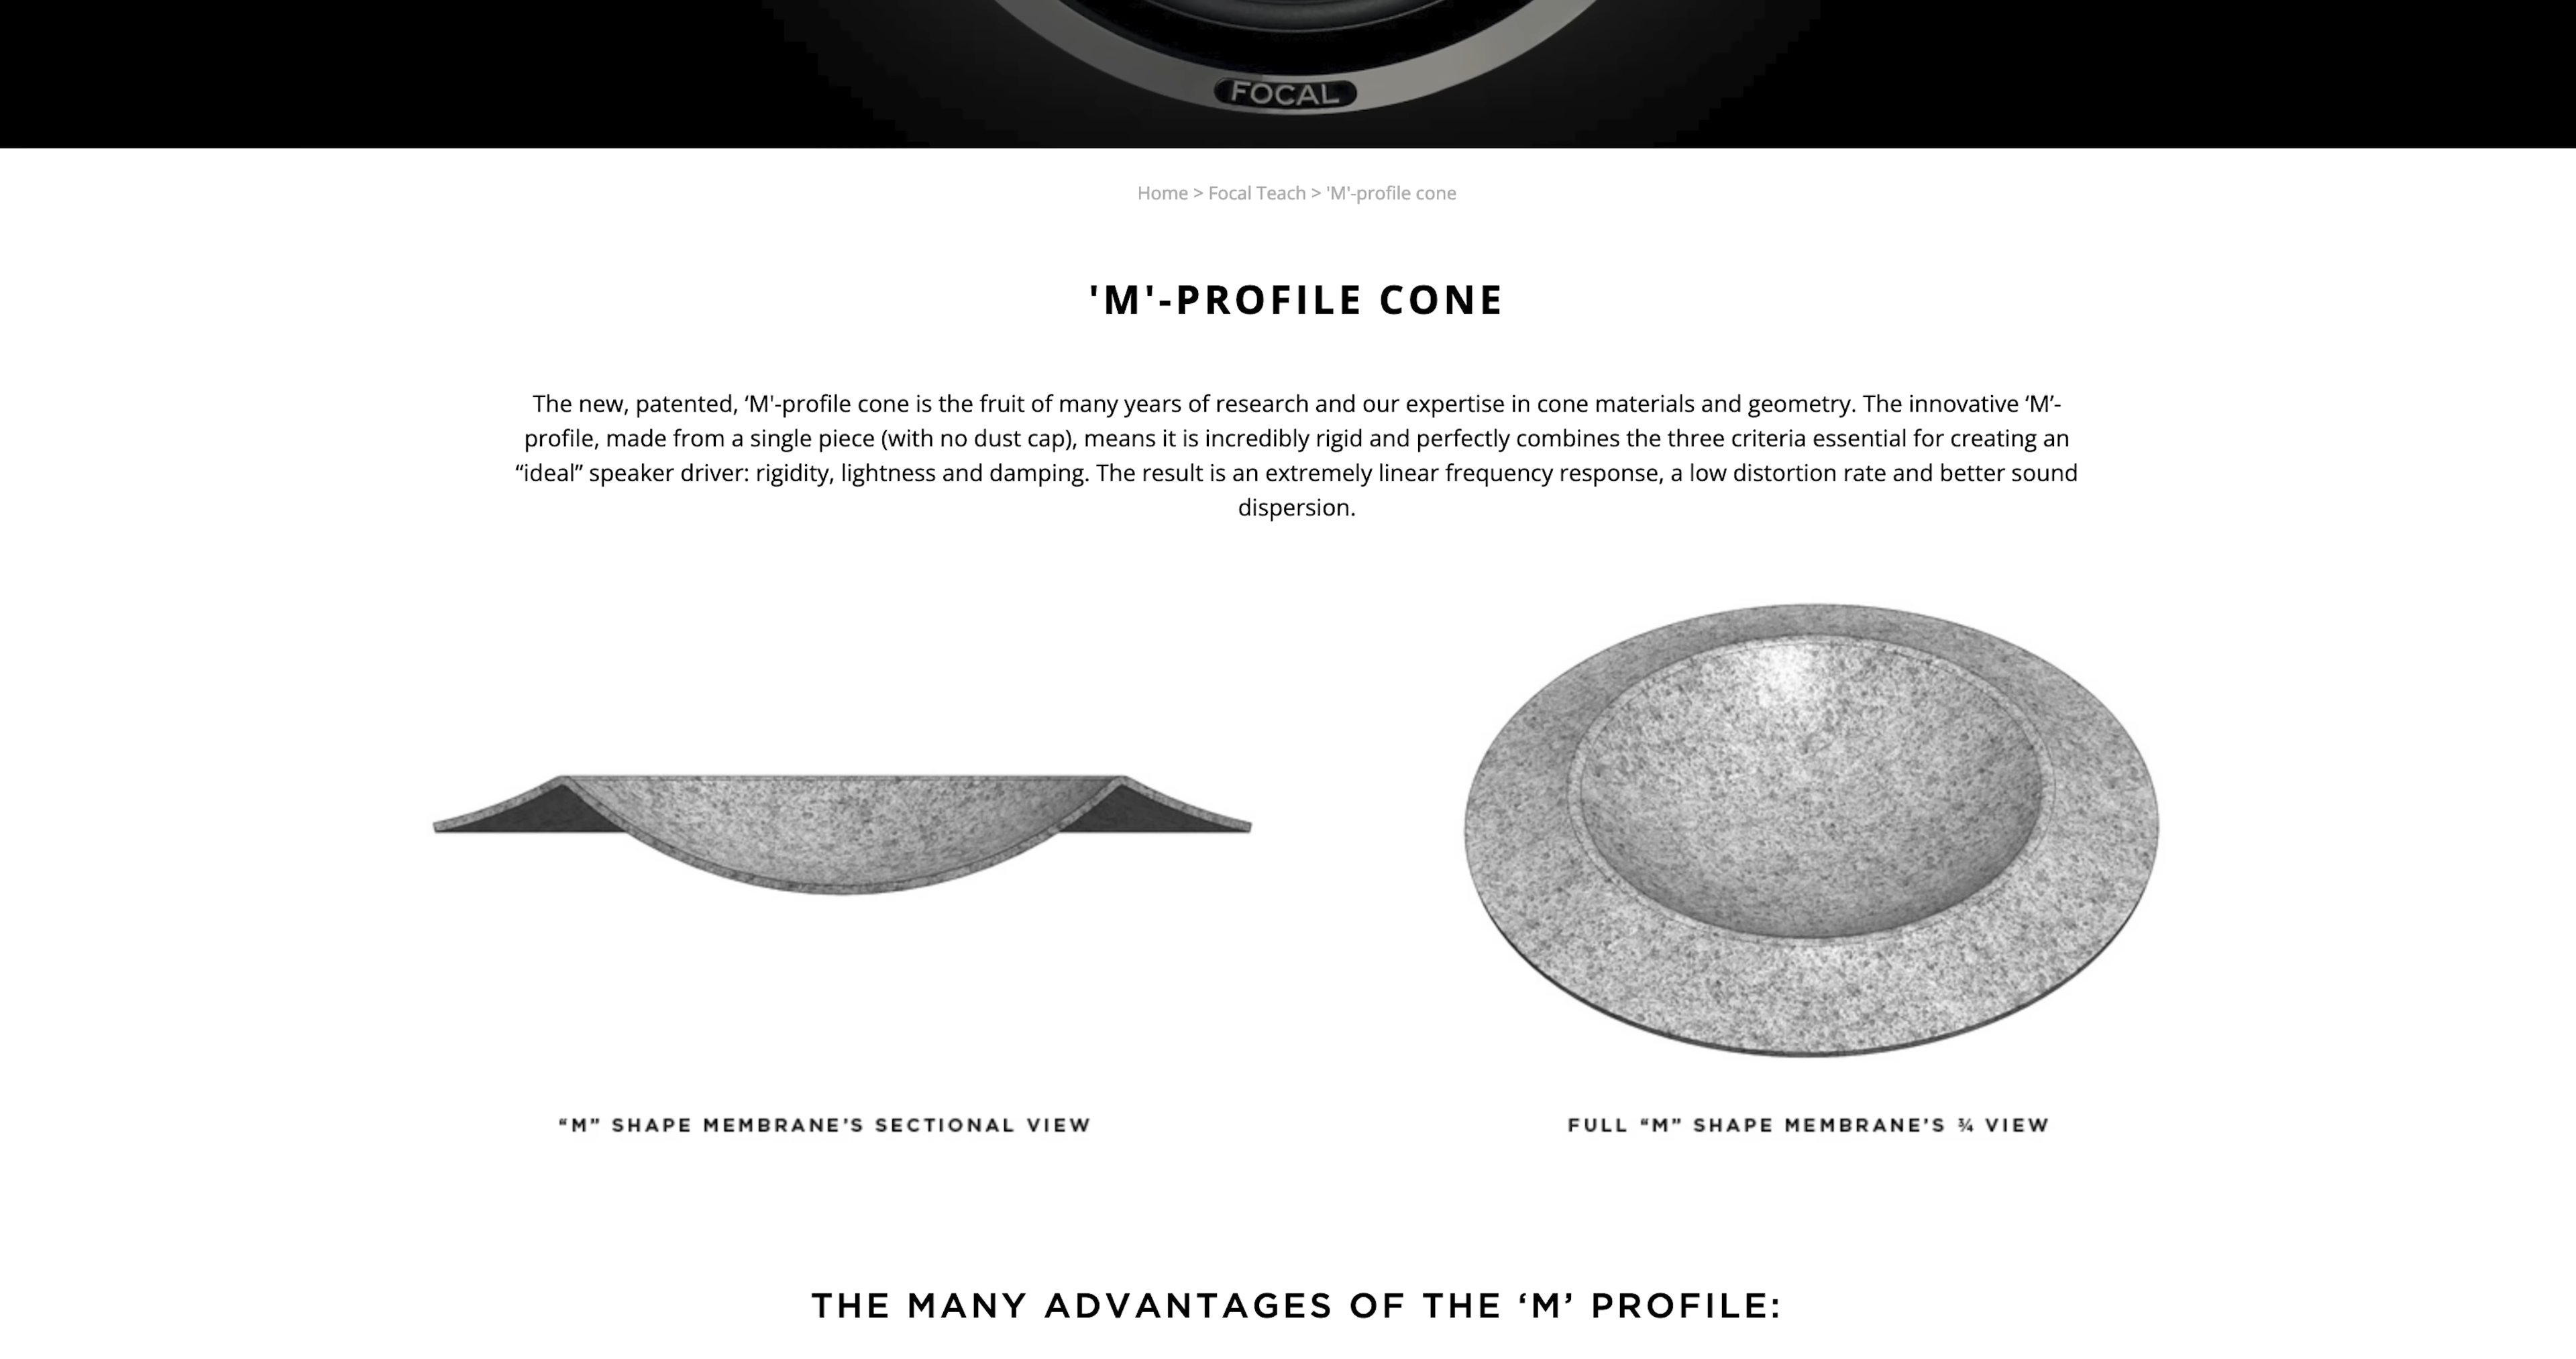 FOCAL
Home > Focal Teach > 'M'-profile cone
'M'-PROFILE CONE
The new, patented, ‘M'-profile cone is the fruit of many years of research and our expertise in cone materials and geometry. The innovative ‘M’-
profile, made from a single piece (with no dust cap), means it is incredibly rigid and perfectly combines the three criteria essential for creating an
“ideal” speaker driver: rigidity, lightness and damping. The result is an extremely linear frequency response, a low distortion rate and better sound
dispersion.
“M” SHAPE MEMBRANE’S SECTIONAL VIEW
FULL “M” SHAPE MEMBRANE’S ¾ VIEW
THE MANY ADVANTAGES OF THE ‘M’ PROFILE: